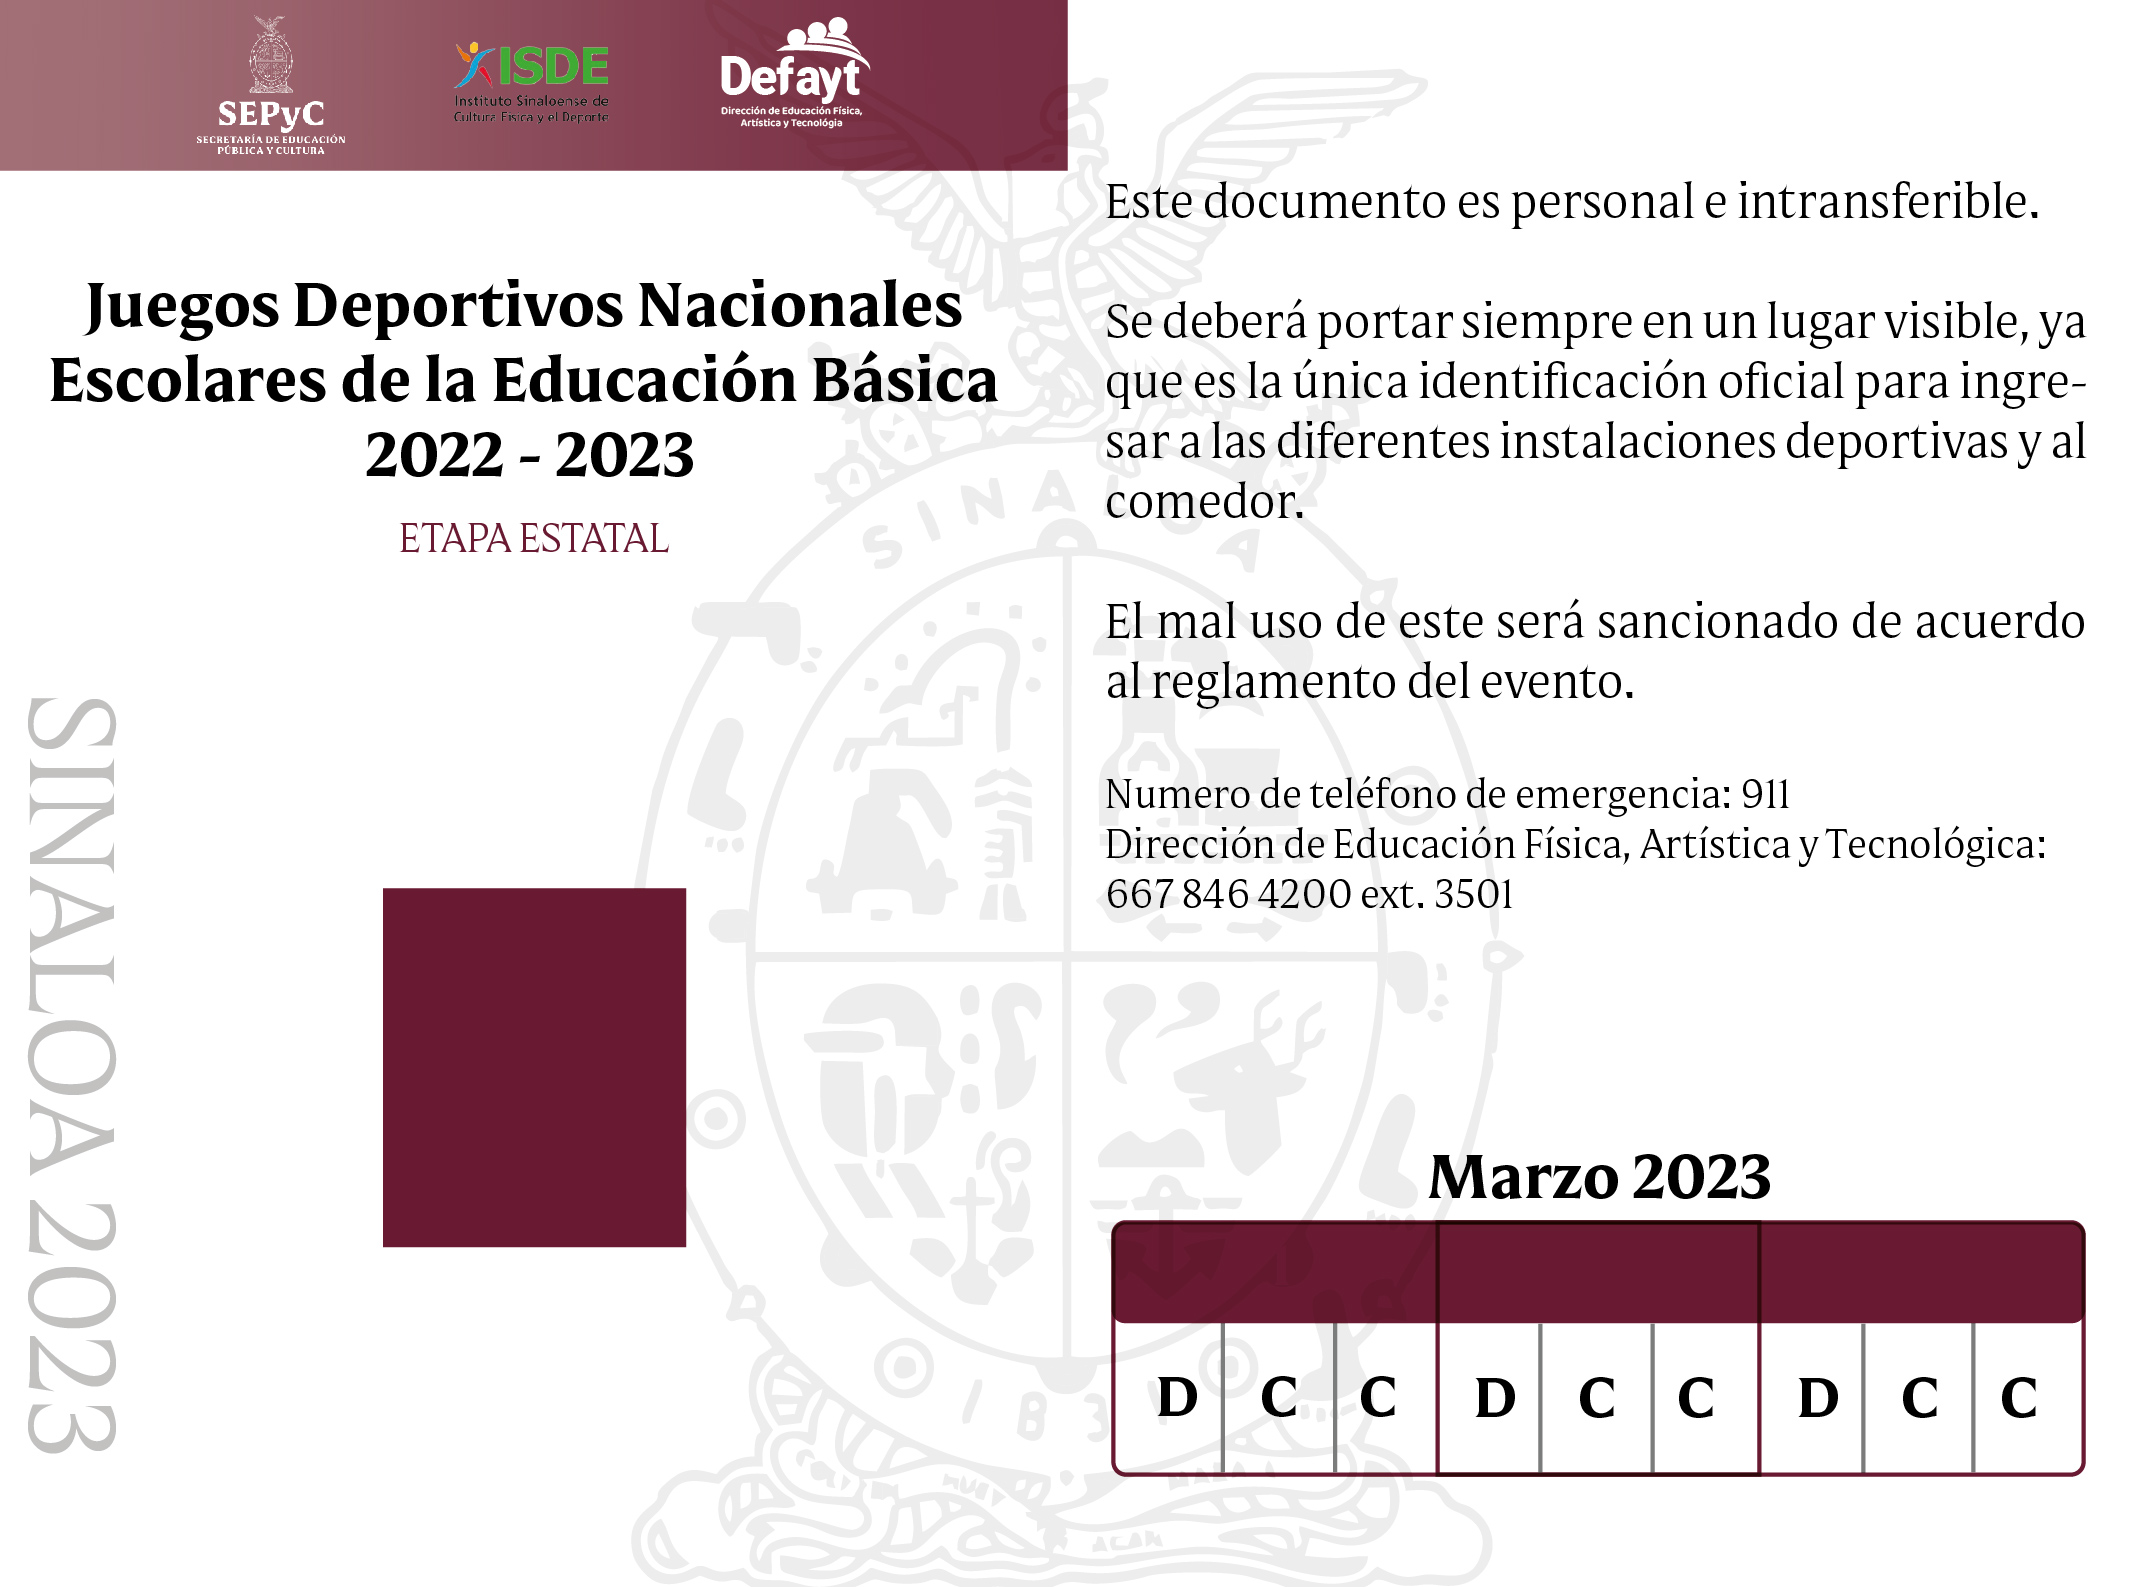 SEPyC
SECRETARÍA DE EDUCACIÓN
PÚBLICA Y CULTURA
ISDE
Instituto Sinaloense de
Cultura Física y el Deporte
Defayt
Dirección de Educación Física,
Artística y Tecnológia
Juegos Deportivos Nacionales
Escolares de la Educación Básica
2022 - 2023
ETAPA ESTATAL
SINALOA 2023
Este documento es personal e intransferible.
Se deberá portar siempre en un lugar visible, ya
que es la única identificación oficial para ingre-
sar a las diferentes instalaciones deportivas y al
comedor.
El mal uso de este será sancionado de acuerdo
al reglamento del evento.
Numero de teléfono de emergencia: 911
Dirección de Educación Física, Artística y Tecnológica:
667 846 4200 ext. 3501
Marzo 2023
D C C D C C D C C
SINALOA